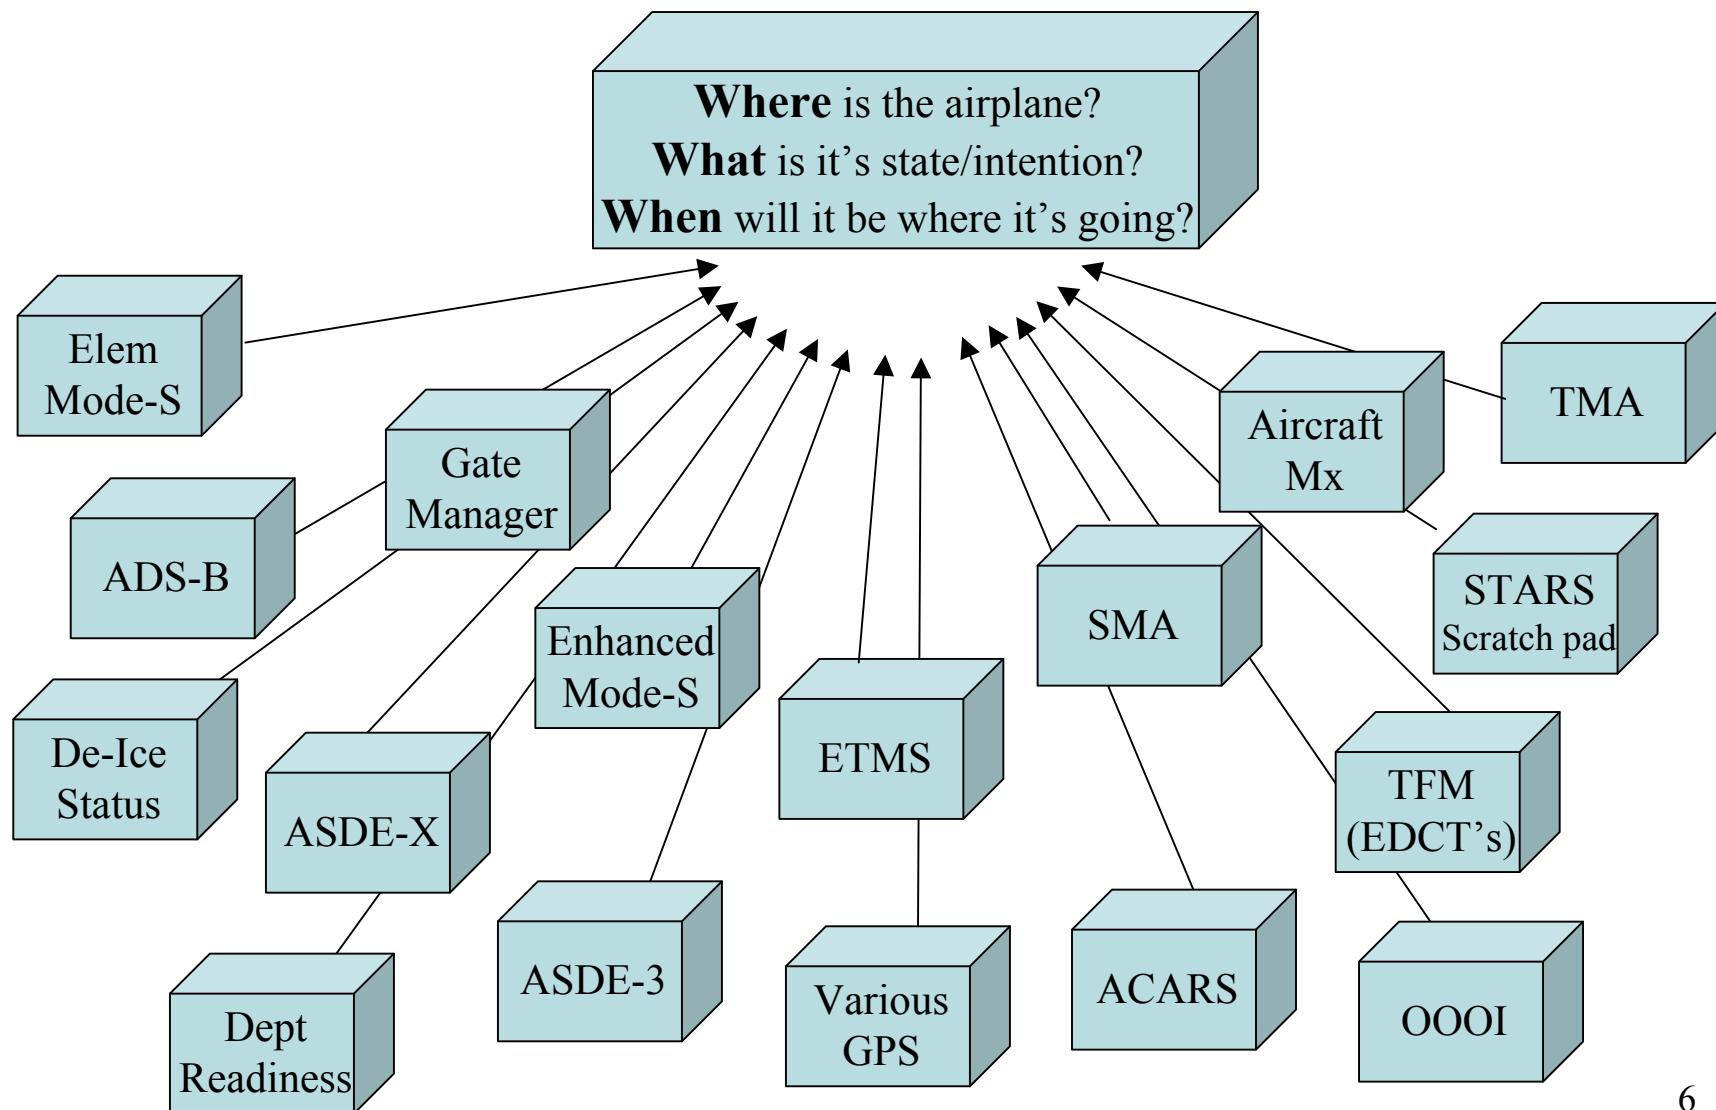 Where is the airplane?
What is it’s state/intention?
When will it be where it’s going?
Elem
Mode-S
Gate
Manager
Aircraft
Mx
TMA
ADS-B
Enhanced
Mode-S
SMA
STARS
Scratch pad
De-Ice
Status
ASDE-X
ETMS
TFM
(EDCT’s)
Dept
Readiness
ASDE-3
Various
GPS
ACARS
OOOI
6